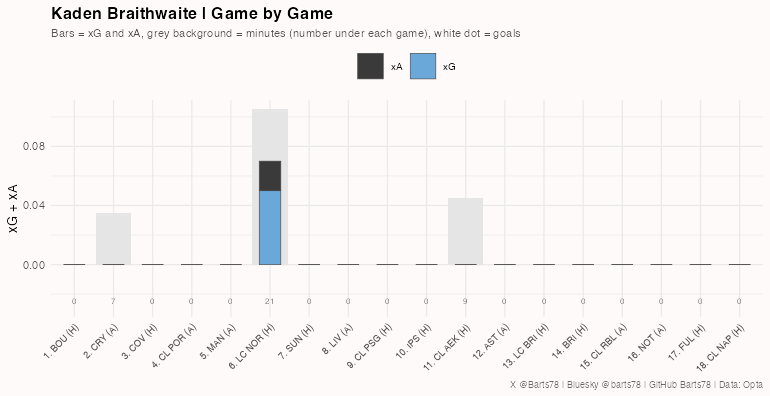 Kaden Braithwaite | Game by Game
Bars = xG and xA, grey background = minutes (number under each game), white dot = goals
xA xG
xG + xA
0.08
0.04
0.00
0 7 0 0 0 21 0 0 0 0 9 0 0 0 0 0 0 0
1. BOU (H)
2. CRY (A)
3. COV (H)
4. CL POR (A)
5. MAN (A)
6. LC NOR (H)
7. SUN (H)
8. LIV (A)
9. CL PSG (H)
10. IPS (H)
11. CL AEK (H)
12. AST (A)
13. LC BRI (H)
14. BRI (H)
15. CL RBL (A)
16. NOT (A)
17. FUL (H)
18. CL NAP (H)
X @Barts78 | Bluesky @barts78 | GitHub Barts78 | Data: Opta